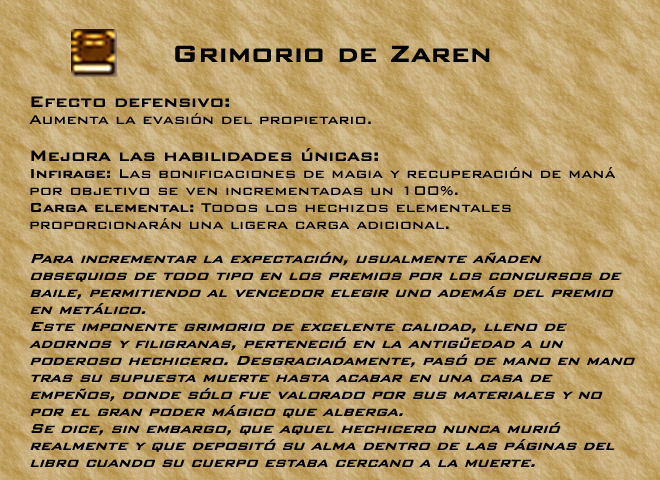 Grimorio de Zaren
Efecto defensivo:
Aumenta la evasión del propietario.
Mejora las habilidades únicas:
Infirage: Las bonificaciones de magia y recuperación de maná
por objetivo se ven incrementadas un 100%.
Carga elemental: Todos los hechizos elementales
proporcionarán una ligera carga adicional.
Para incrementar la expectación, usualmente añaden
obsequios de todo tipo en los premios por los concursos de
baile, permitiendo al vencedor elegir uno además del premio
en metálico.
Este imponente grimorio de excelente calidad, lleno de
adornos y filigranas, perteneció en la antigüedad a un
poderoso hechicero. Desgraciadamente, pasó de mano en mano
tras su supuesta muerte hasta acabar en una casa de
empeños, donde sólo fue valorado por sus materiales y no
por el gran poder mágico que alberga.
Se dice, sin embargo, que aquel hechicero nunca murió
realmente y que depositó su alma dentro de las páginas del
libro cuando su cuerpo estaba cercano a la muerte.